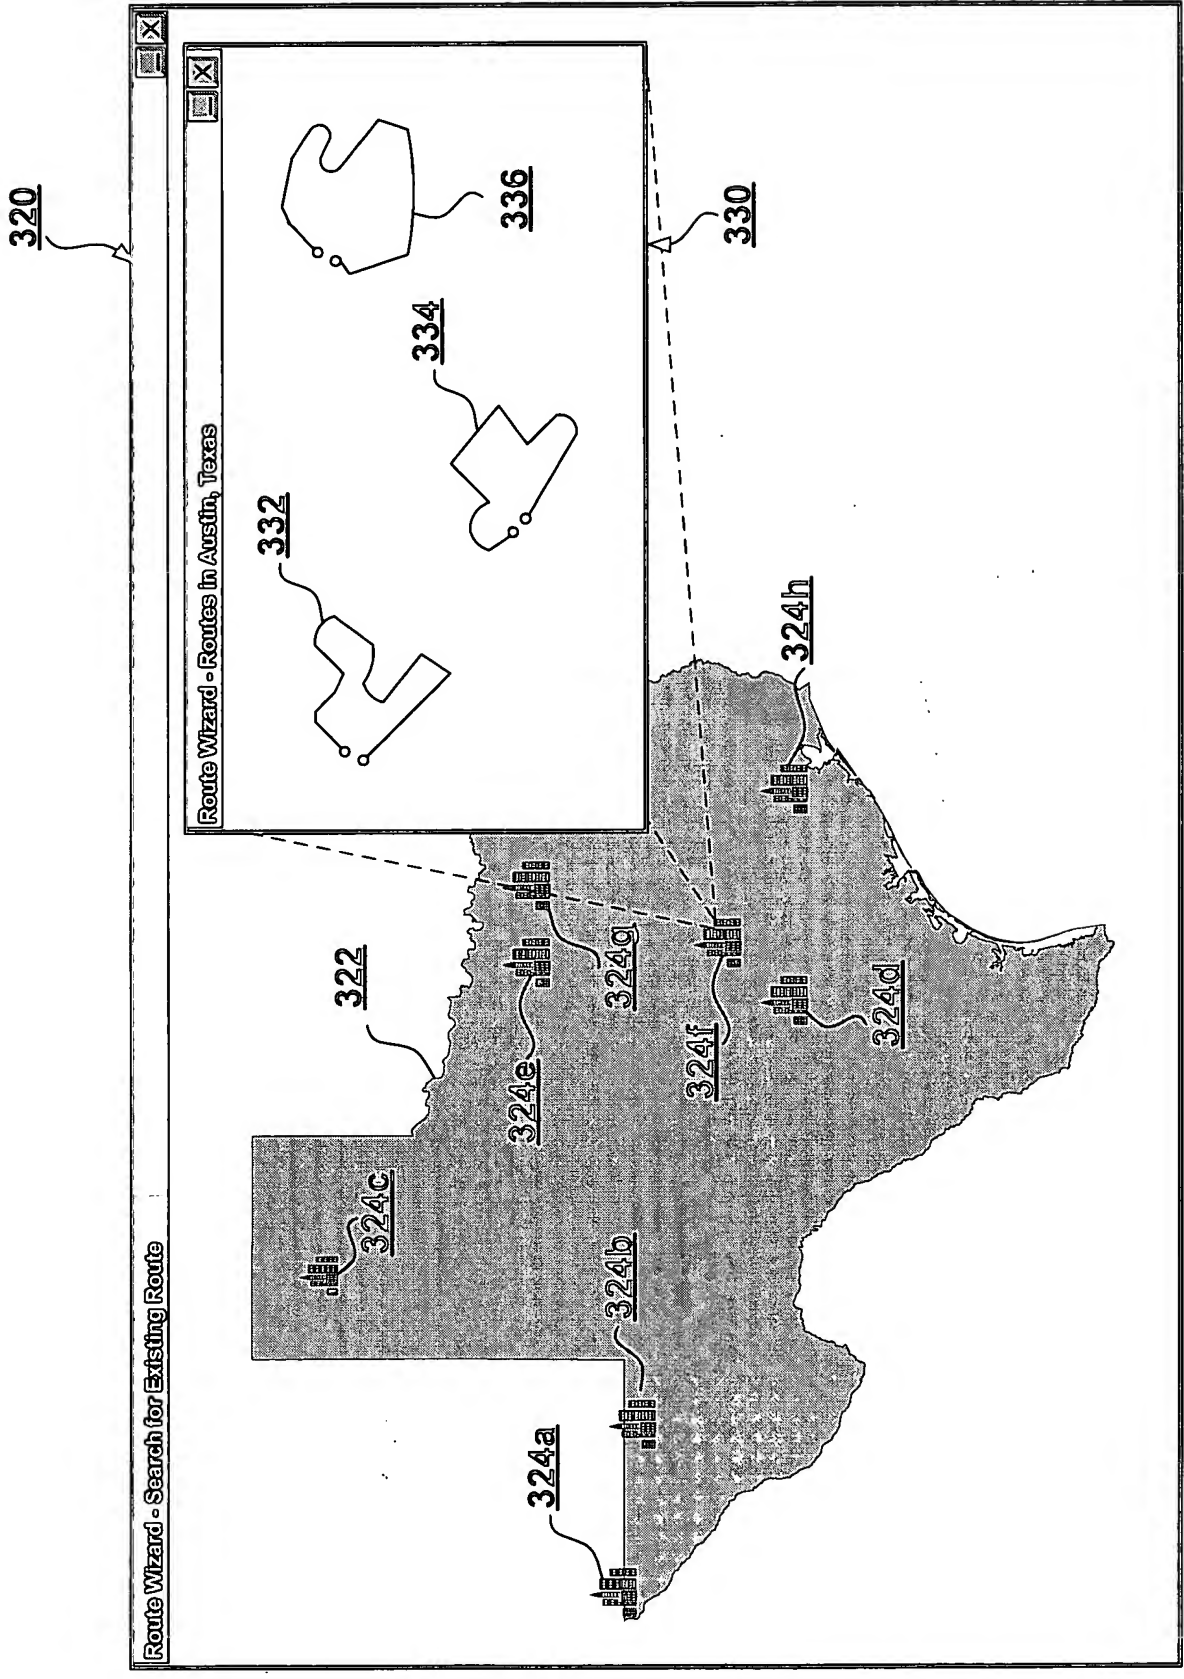 320
Route Wizard - Search for Existing Route
Route Wizard - Routes in Austin, Texas
332
334
336
330
322
324a
324b
324c
324e
324g
324f
324d
324h